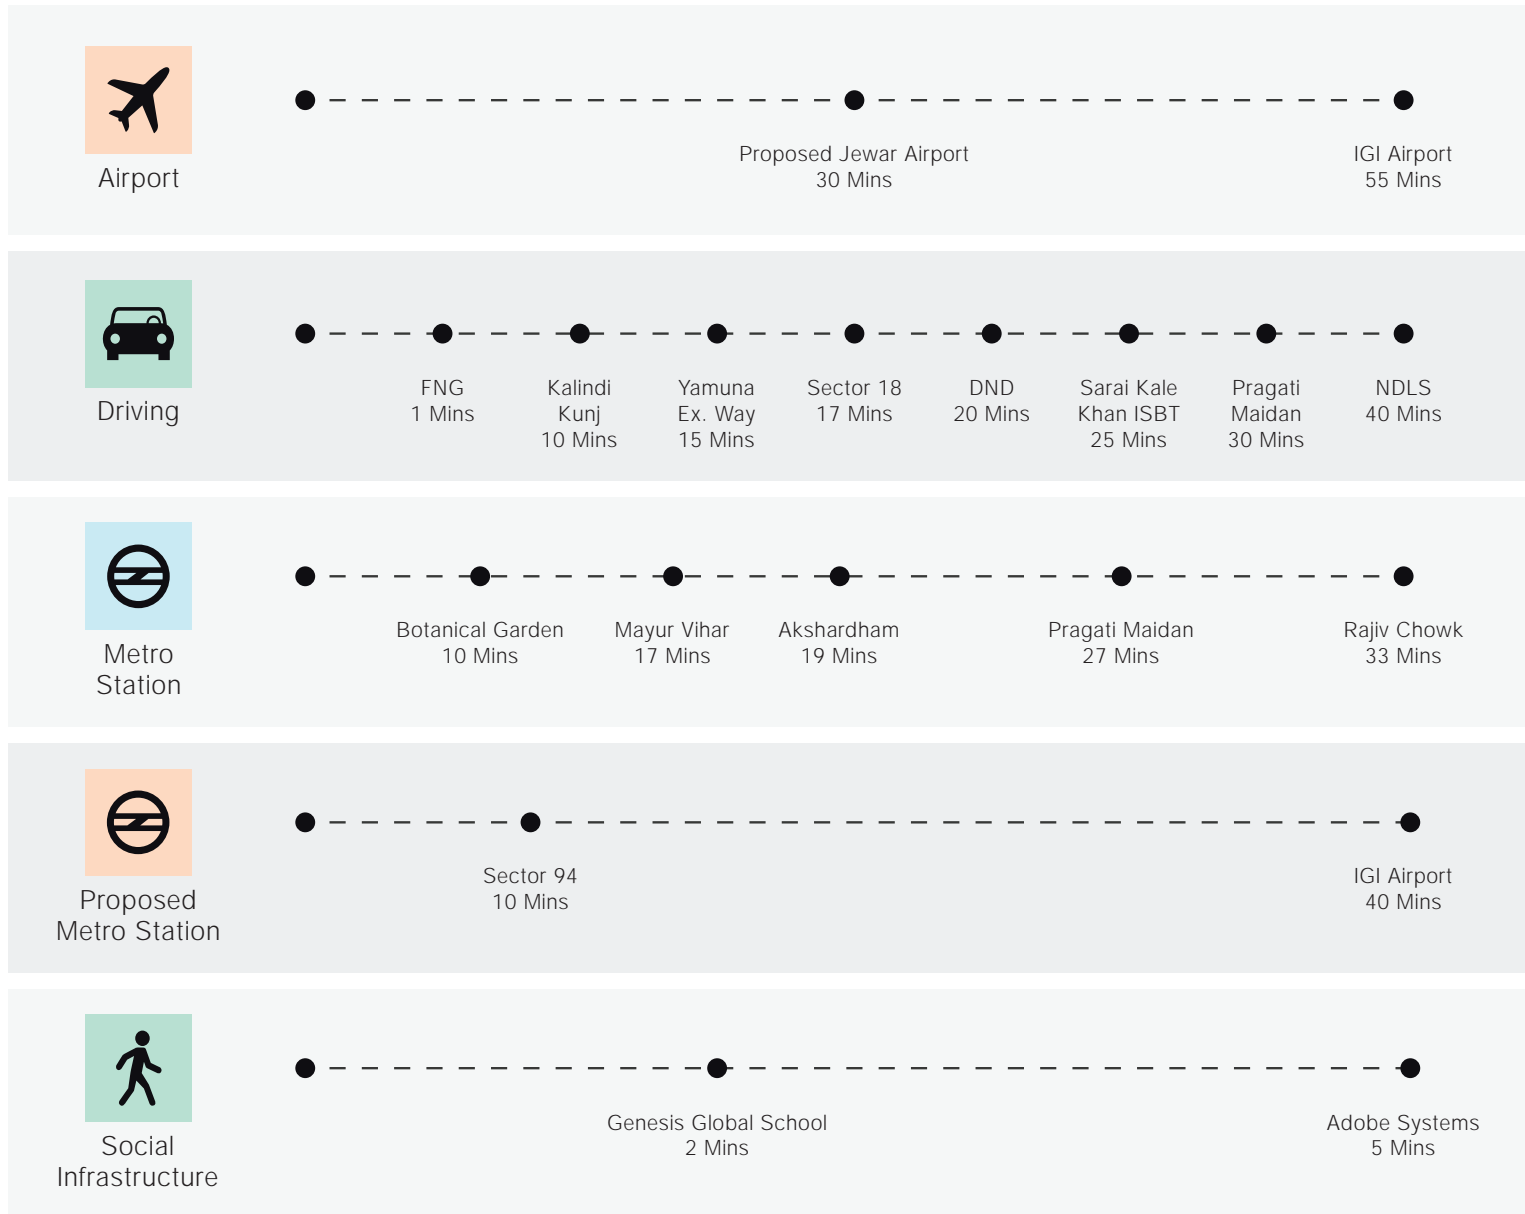 Airport
Proposed Jewar Airport
30 Mins
IGI Airport
55 Mins
Driving
FNG
1 Mins
Kalindi
Kunj
10 Mins
Yamuna
Ex. Way
15 Mins
Sector 18
17 Mins
DND
20 Mins
Sarai Kale
Khan ISBT
25 Mins
Pragati
Maidan
30 Mins
NDLS
40 Mins
Metro
Station
Botanical Garden
10 Mins
Mayur Vihar
17 Mins
Akshardham
19 Mins
Pragati Maidan
27 Mins
Rajiv Chowk
33 Mins
Proposed
Metro Station
Sector 94
10 Mins
IGI Airport
40 Mins
Social
Infrastructure
Genesis Global School
2 Mins
Adobe Systems
5 Mins